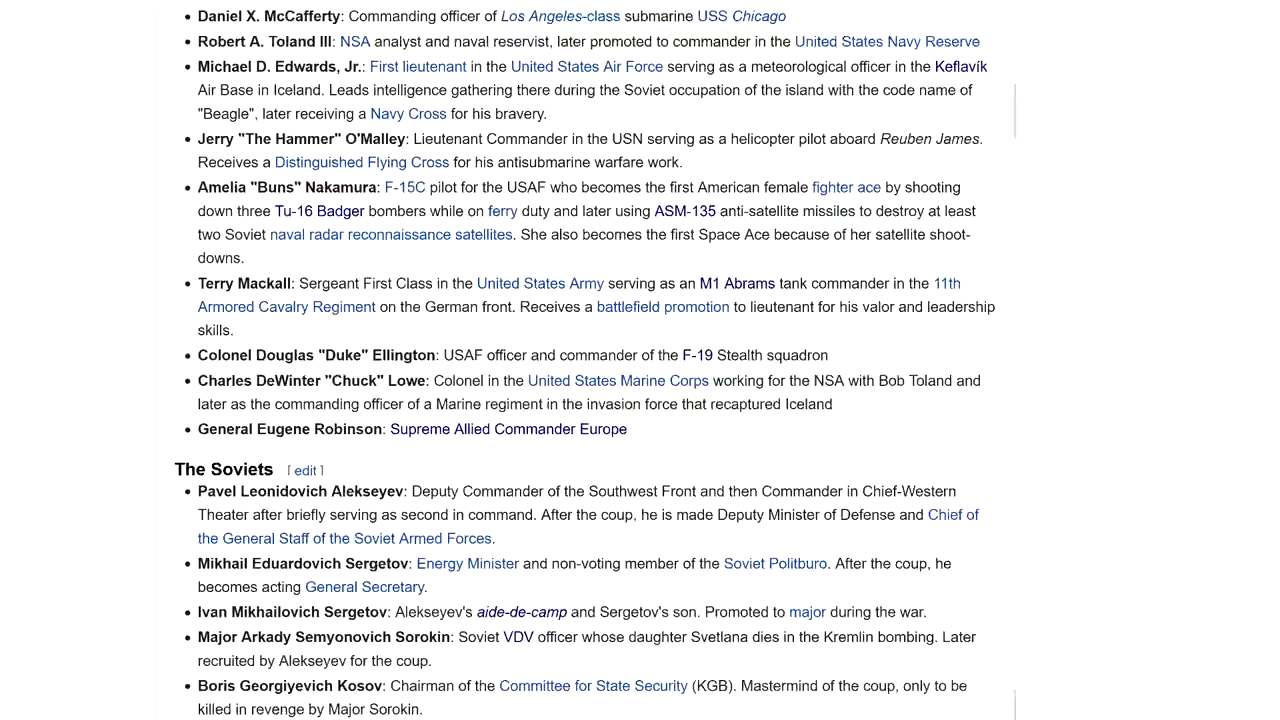 Daniel X. McCafferty: Commanding officer of Los Angeles-class submarine USS Chicago
Robert A. Toland III: NSA analyst and naval reservist, later promoted to commander in the United States Navy Reserve
Michael D. Edwards, Jr.: First lieutenant in the United States Air Force serving as a meteorological officer in the Keflavík
Air Base in Iceland. Leads intelligence gathering there during the Soviet occupation of the island with the code name of
"Beagle", later receiving a Navy Cross for his bravery.
Jerry "The Hammer" O'Malley: Lieutenant Commander in the USN serving as a helicopter pilot aboard Reuben James.
Receives a Distinguished Flying Cross for his antisubmarine warfare work.
Amelia "Buns" Nakamura: F-15C pilot for the USAF who becomes the first American female fighter ace by shooting
down three Tu-16 Badger bombers while on ferry duty and later using ASM-135 anti-satellite missiles to destroy at least
two Soviet naval radar reconnaissance satellites. She also becomes the first Space Ace because of her satellite shoot-
downs.
Terry Mackall: Sergeant First Class in the United States Army serving as an M1 Abrams tank commander in the 11th
Armored Cavalry Regiment on the German front. Receives a battlefield promotion to lieutenant for his valor and leadership
skills.
Colonel Douglas "Duke" Ellington: USAF officer and commander of the F-19 Stealth squadron
Charles DeWinter "Chuck" Lowe: Colonel in the United States Marine Corps working for the NSA with Bob Toland and
later as the commanding officer of a Marine regiment in the invasion force that recaptured Iceland
General Eugene Robinson: Supreme Allied Commander Europe
The Soviets [ edit ]
Pavel Leonidovich Alekseyev: Deputy Commander of the Southwest Front and then Commander in Chief-Western
Theater after briefly serving as second in command. After the coup, he is made Deputy Minister of Defense and Chief of
the General Staff of the Soviet Armed Forces.
Mikhail Eduardovich Sergetov: Energy Minister and non-voting member of the Soviet Politburo. After the coup, he
becomes acting General Secretary.
Ivan Mikhailovich Sergetov: Alekseyev's aide-de-camp and Sergetov's son. Promoted to major during the war.
Major Arkady Semyonovich Sorokin: Soviet VDV officer whose daughter Svetlana dies in the Kremlin bombing. Later
recruited by Alekseyev for the coup.
Boris Georgiyevich Kosov: Chairman of the Committee for State Security (KGB). Mastermind of the coup, only to be
killed in revenge by Major Sorokin.